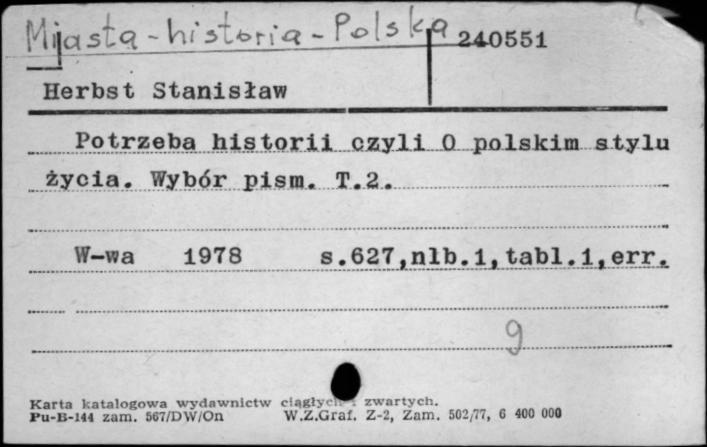 Miasta - historia - Polska 240551
Herbst Stanisław
Potrzeba historii czyli O polskim stylu
życia. Wybór pism. T.2.
W-wa 1978 s.627,nlb.1,tabl.1,err.
9
Karta katalogowa wydawnictw ciągłych i zwartych.
Pu-B-144 zam. 567/DW/On W.Z.Graf. Z-2, Zam. 502/77, 6 400 000